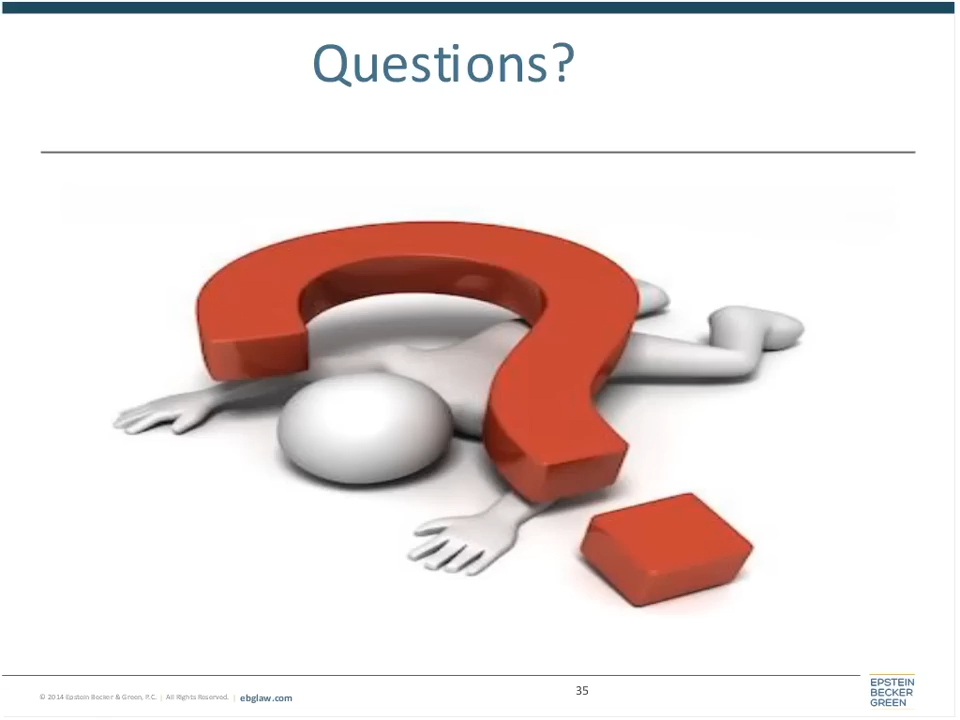 Questions?
© 2014 Epstein Becker & Green, P.C. | All Rights Reserved. | ebglaw.com
35
EPSTEIN
BECKER
GREEN